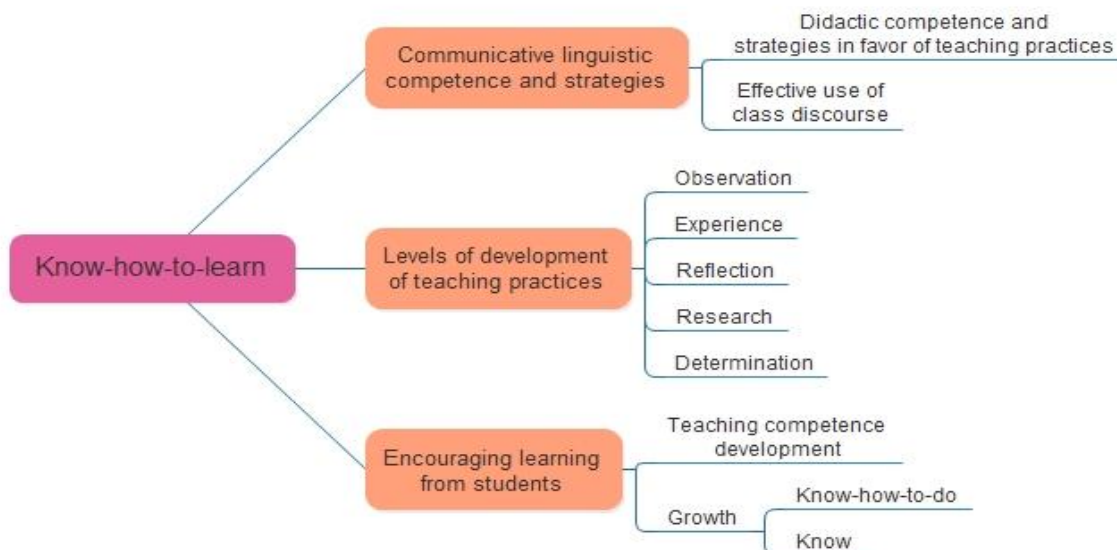 Know-how-to-learn
Communicative linguistic
competence and strategies
Didactic competence and
strategies in favor of teaching practices
Effective use of
class discourse
Levels of development
of teaching practices
Observation
Experience
Reflection
Research
Determination
Encouraging learning
from students
Teaching competence
development
Growth
Know-how-to-do
Know